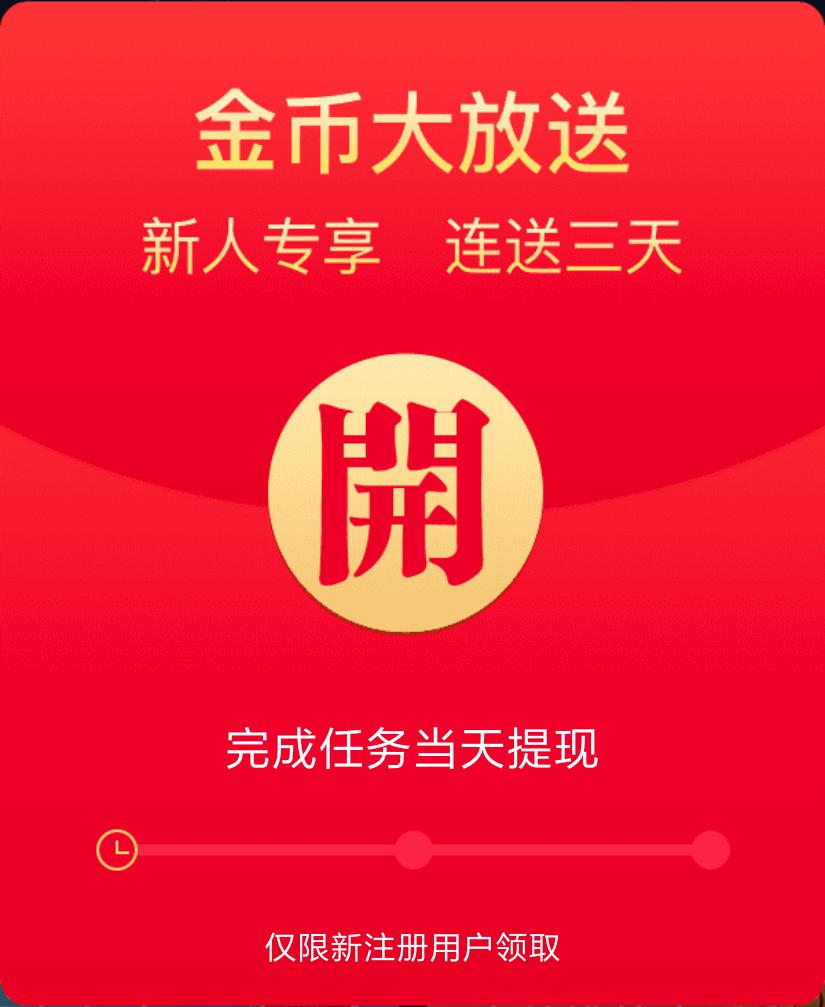 金币大放送
新人专享 连送三天
開
完成任务当天提现
仅限新注册用户领取